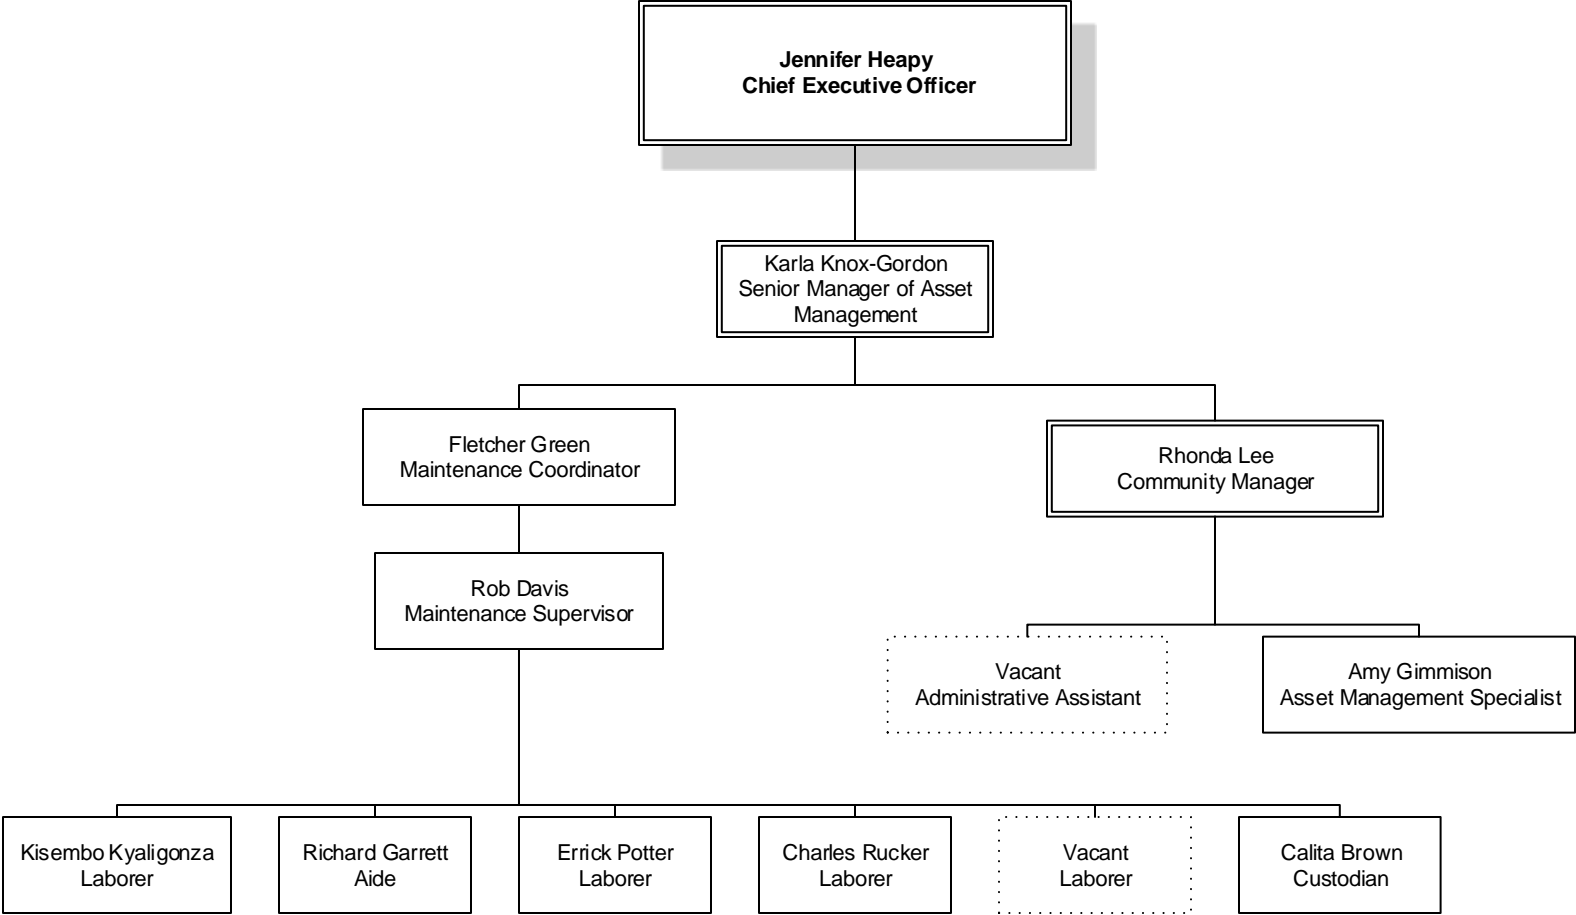 Jennifer Heapy
Chief Executive Officer
Karla Knox-Gordon
Senior Manager of Asset
Management
Fletcher Green
Maintenance Coordinator
Rhonda Lee
Community Manager
Rob Davis
Maintenance Supervisor
Vacant
Administrative Assistant
Amy Gimmison
Asset Management Specialist
Kisembo Kyaligonza
Laborer
Richard Garrett
Aide
Errick Potter
Laborer
Charles Rucker
Laborer
Vacant
Laborer
Calita Brown
Custodian